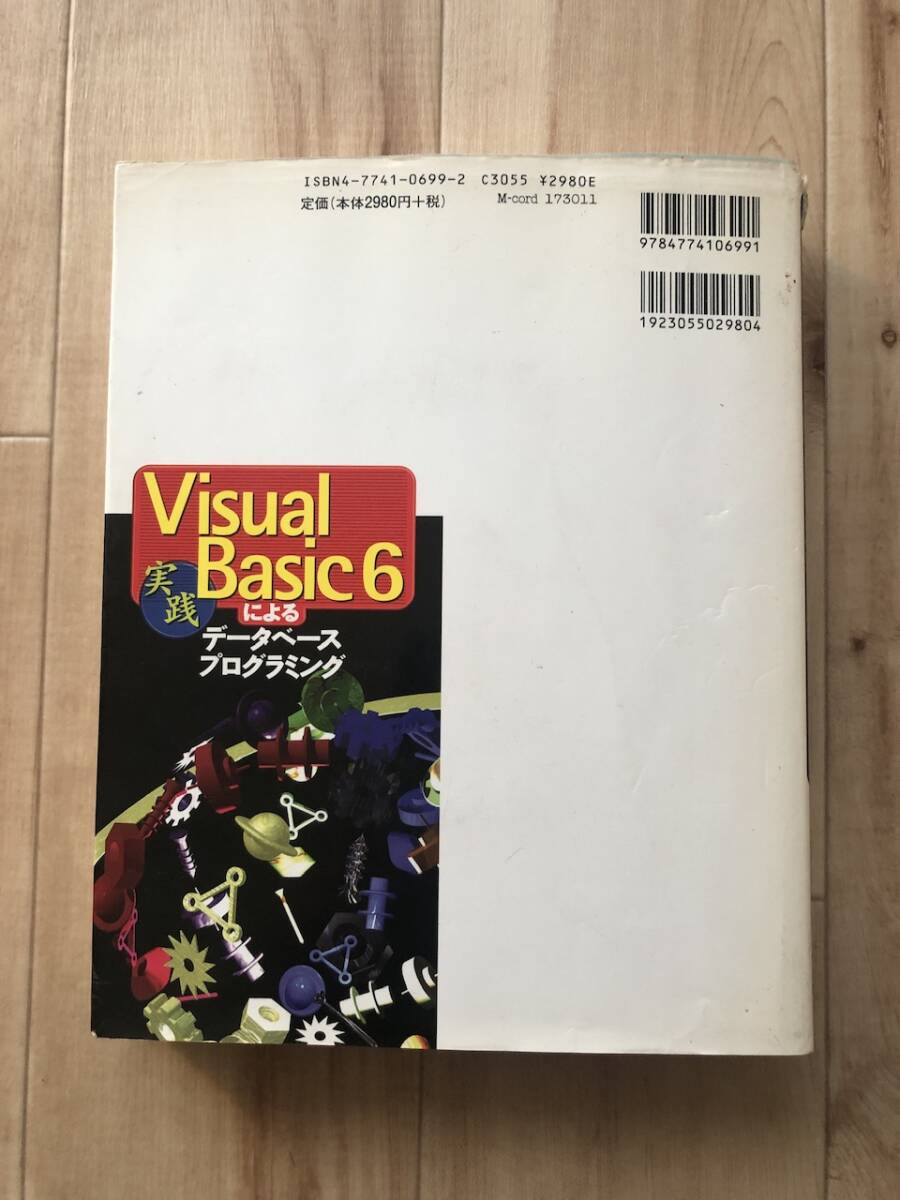 ISBN4-7741-0699-2 C3055 ¥2980E
定価(本体2980円+税) M-cord 173011
9784774106991
1923055029804
Visual
Basic 6
実践
による
データベース
プログラミング